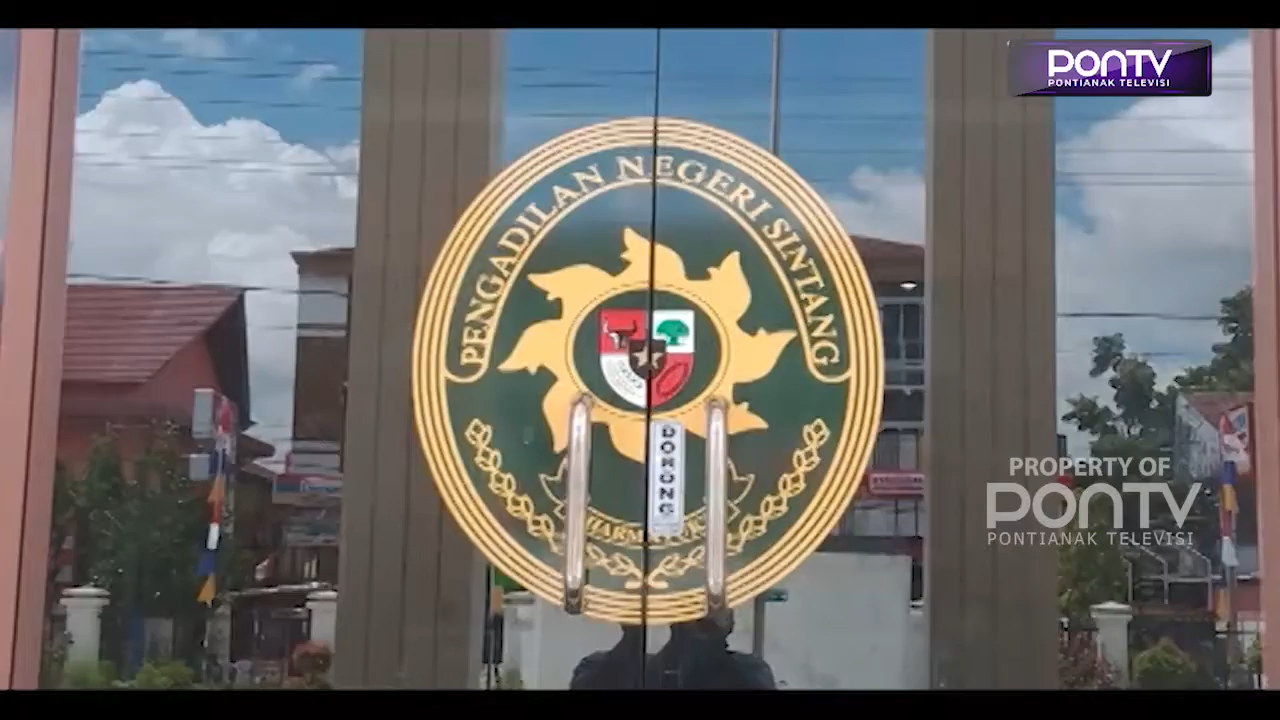 PONTV
PONTIANAK TELEVISI
PENGADILAN NEGERI SINTANG
DORONG
PROPERTY OF
PONTV
PONTIANAK TELEVISI